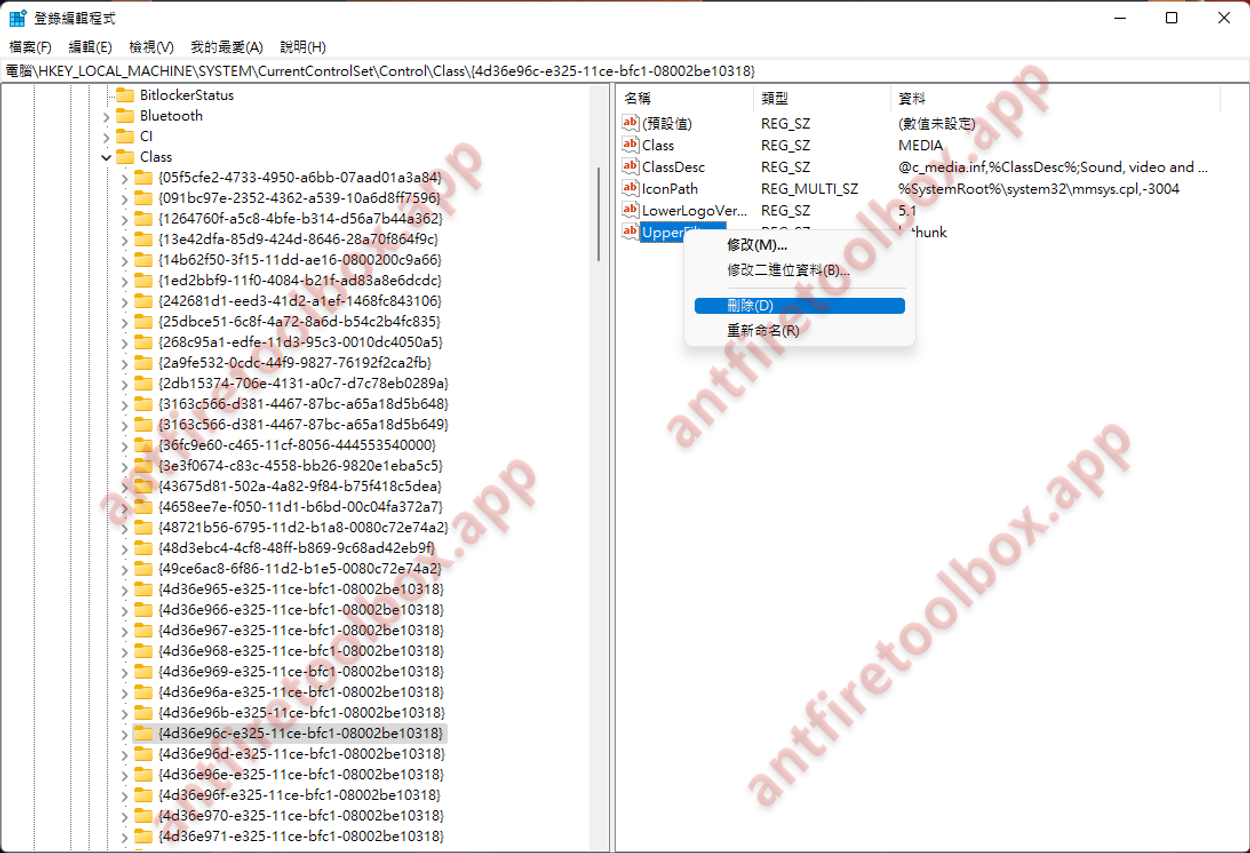 登錄編輯程式
檔案(F) 編輯(E) 檢視(V) 我的最愛(A) 說明(H)
電腦\HKEY_LOCAL_MACHINE\SYSTEM\CurrentControlSet\Control\Class\{4d36e96c-e325-11ce-bfc1-08002be10318}
BitlockerStatus
Bluetooth
CI
Class
{05f5cfe2-4733-4950-a6bb-07aad01a3a84}
{091bc97e-2352-4362-a539-10a6d8ff7596}
{1264760f-a5c8-4bfe-b314-d56a7b44a362}
{13e42dfa-85d9-424d-8646-28a70f864f9c}
{14b62f50-3f15-11dd-ae16-0800200c9a66}
{1ed2bbf9-11f0-4084-b21f-ad83a8e6dcdc}
{242681d1-eed3-41d2-a1ef-1468fc843106}
{25dbce51-6c8f-4a72-8a6d-b54c2b4fc835}
{268c95a1-edfe-11d3-95c3-0010dc4050a5}
{2a9fe532-0cdc-44f9-9827-76192f2ca2fb}
{2db15374-706e-4131-a0c7-d7c78eb0289a}
{3163c566-d381-4467-87bc-a65a18d5b648}
{3163c566-d381-4467-87bc-a65a18d5b649}
{36fc9e60-c465-11cf-8056-444553540000}
{3e3f0674-c83c-4558-bb26-9820e1eba5c5}
{43675d81-502a-4a82-9f84-b75f418c5dea}
{4658ee7e-f050-11d1-b6bd-00c04fa372a7}
{48721b56-6795-11d2-b1a8-0080c72e74a2}
{48d3ebc4-4cf8-48ff-b869-9c68ad42eb9f}
{49ce6ac8-6f86-11d2-b1e5-0080c72e74a2}
{4d36e965-e325-11ce-bfc1-08002be10318}
{4d36e966-e325-11ce-bfc1-08002be10318}
{4d36e967-e325-11ce-bfc1-08002be10318}
{4d36e968-e325-11ce-bfc1-08002be10318}
{4d36e969-e325-11ce-bfc1-08002be10318}
{4d36e96a-e325-11ce-bfc1-08002be10318}
{4d36e96b-e325-11ce-bfc1-08002be10318}
{4d36e96c-e325-11ce-bfc1-08002be10318}
{4d36e96d-e325-11ce-bfc1-08002be10318}
{4d36e96e-e325-11ce-bfc1-08002be10318}
{4d36e96f-e325-11ce-bfc1-08002be10318}
{4d36e970-e325-11ce-bfc1-08002be10318}
{4d36e971-e325-11ce-bfc1-08002be10318}
名稱 類型 資料
(預設值) REG_SZ (數值未設定)
Class REG_SZ MEDIA
ClassDesc REG_SZ @c_media.inf,%ClassDesc%;Sound, video and ...
IconPath REG_MULTI_SZ %SystemRoot%\system32\mmsys.cpl,-3004
LowerLogoVer... REG_SZ 5.1
修改(M)...
修改二進位資料(B)...
刪除(D)
重新命名(R)
antfiretoolbox.app
antfiretoolbox.app
antfiretoolbox.app
antfiretoolbox.app